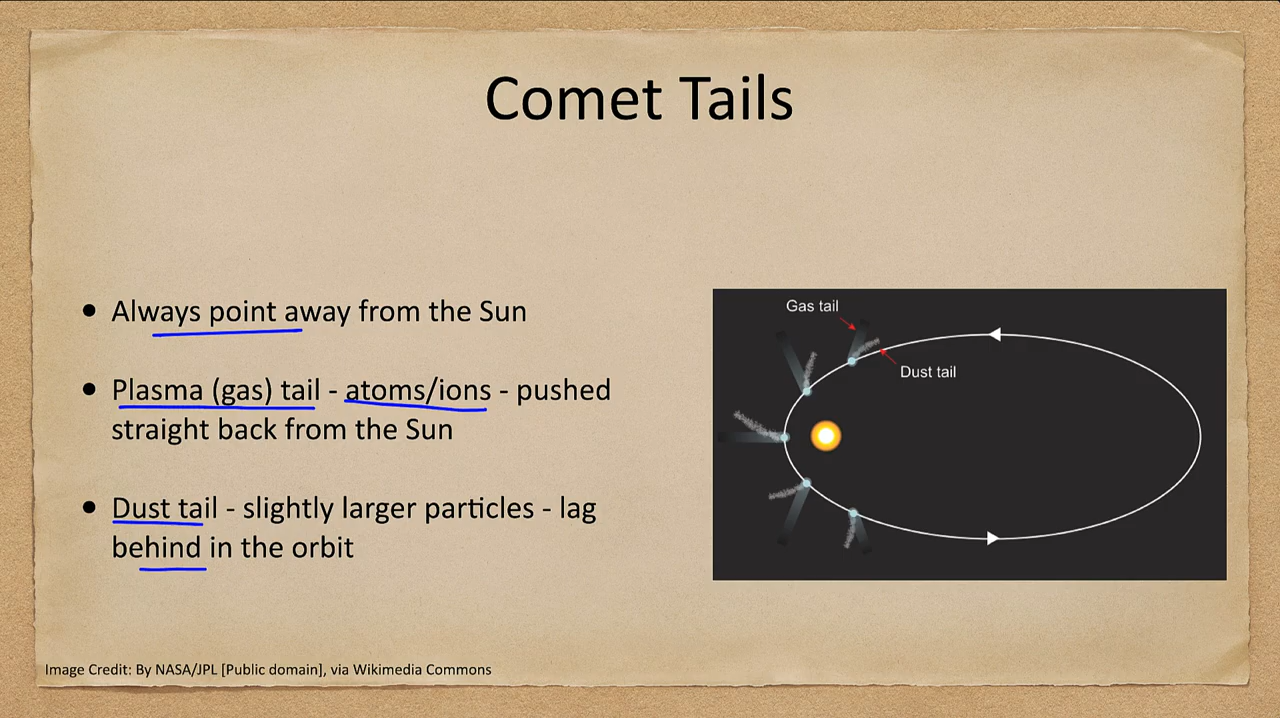 Comet Tails
• Always point away from the Sun
• Plasma (gas) tail - atoms/ions - pushed
straight back from the Sun
• Dust tail - slightly larger particles - lag
behind in the orbit
Gas tail
Dust tail
Image Credit: By NASA/JPL [Public domain], via Wikimedia Commons